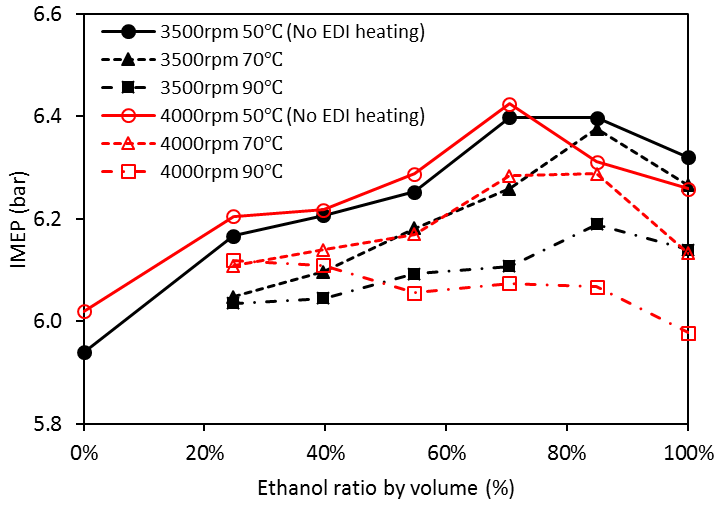 6.6
3500rpm 50℃ (No EDI heating)
3500rpm 70℃
3500rpm 90℃
6.4
4000rpm 50℃ (No EDI heating)
4000rpm 70℃
4000rpm 90℃
IMEP (bar)
6.2
6.0
5.8
0% 20% 40% 60% 80% 100%
Ethanol ratio by volume (%)